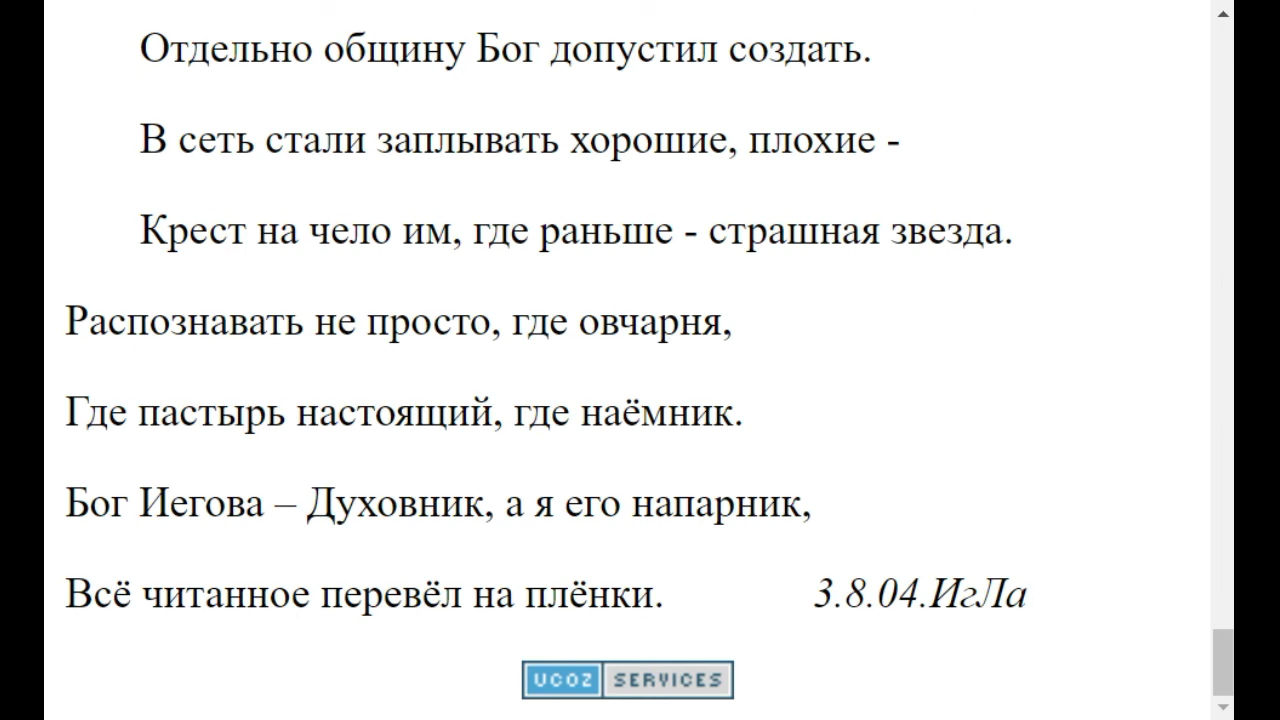 Отдельно общину Бог допустил создать.
В сеть стали заплывать хорошие, плохие -
Крест на чело им, где раньше - страшная звезда.
Распознавать не просто, где овчарня,
Где пастырь настоящий, где наёмник.
Бог Иегова – Духовник, а я его напарник,
Всё читанное перевёл на плёнки. 3.8.04.ИгЛа
UCOZ SERVICES